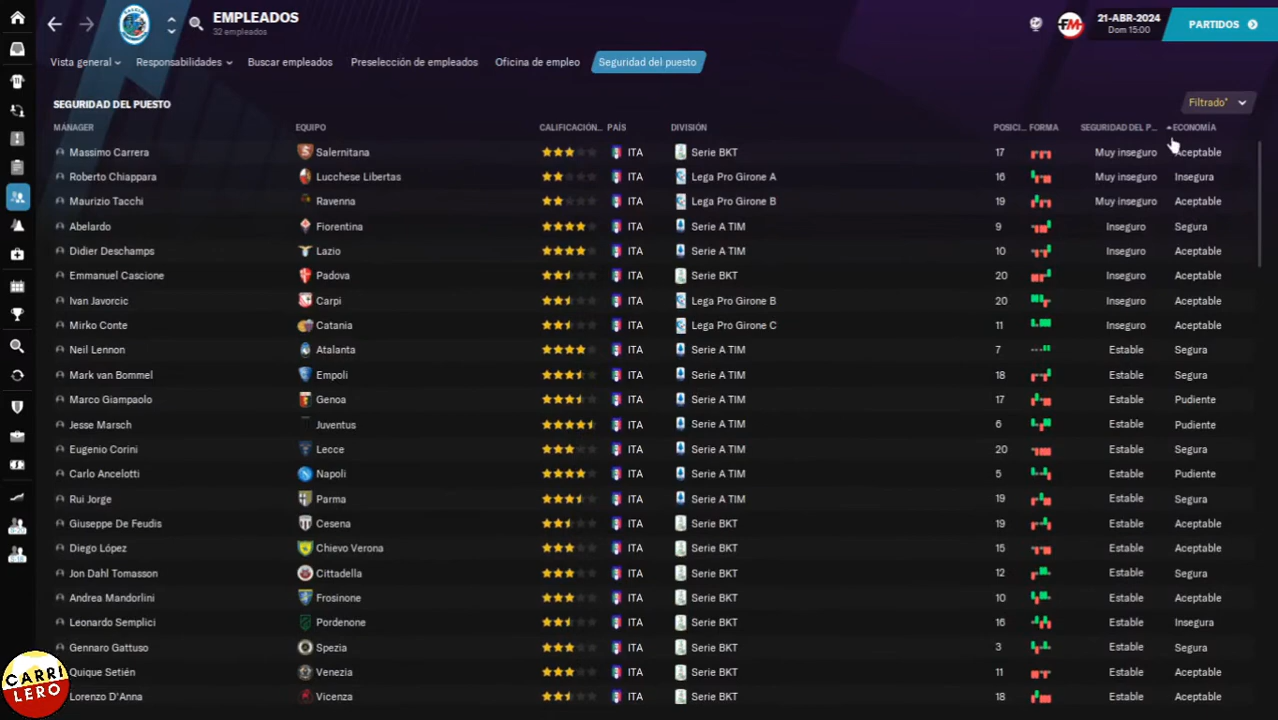 EMPLEADOS
32 empleados
21-ABR-2024
Dom 15:00
PARTIDOS
Vista general
Responsabilidades
Buscar empleados
Preselección de empleados
Oficina de empleo
Seguridad del puesto
SEGURIDAD DEL PUESTO
Filtrado*
MANAGER EQUIPO CALIFICACIÓN... PAÍS DIVISIÓN POSICI... FORMA SEGURIDAD DEL P... ECONOMÍA
Massimo Carrera Salernitana ITA Serie BKT 17 Muy inseguro Aceptable
Roberto Chiappara Lucchese Libertas ITA Lega Pro Girone A 16 Muy inseguro Insegura
Maurizio Tacchi Ravenna ITA Lega Pro Girone B 19 Muy inseguro Aceptable
Abelardo Fiorentina ITA Serie A TIM 9 Inseguro Segura
Didier Deschamps Lazio ITA Serie A TIM 10 Inseguro Aceptable
Emmanuel Cascione Padova ITA Serie BKT 20 Inseguro Aceptable
Ivan Javorcic Carpi ITA Lega Pro Girone B 20 Inseguro Aceptable
Mirko Conte Catania ITA Lega Pro Girone C 11 Inseguro Aceptable
Neil Lennon Atalanta ITA Serie A TIM 7 Estable Segura
Mark van Bommel Empoli ITA Serie A TIM 18 Estable Segura
Marco Giampaolo Genoa ITA Serie A TIM 17 Estable Pudiente
Jesse Marsch Juventus ITA Serie A TIM 6 Estable Pudiente
Eugenio Corini Lecce ITA Serie A TIM 20 Estable Segura
Carlo Ancelotti Napoli ITA Serie A TIM 5 Estable Pudiente
Rui Jorge Parma ITA Serie A TIM 19 Estable Segura
Giuseppe De Feudis Cesena ITA Serie BKT 19 Estable Aceptable
Diego López Chievo Verona ITA Serie BKT 15 Estable Aceptable
Jon Dahl Tomasson Cittadella ITA Serie BKT 12 Estable Segura
Andrea Mandorlini Frosinone ITA Serie BKT 10 Estable Aceptable
Leonardo Semplici Pordenone ITA Serie BKT 16 Estable Insegura
Gennaro Gattuso Spezia ITA Serie BKT 3 Estable Segura
Quique Setién Venezia ITA Serie BKT 11 Estable Aceptable
Lorenzo D'Anna Vicenza ITA Serie BKT 18 Estable Aceptable
CARRI
LERO